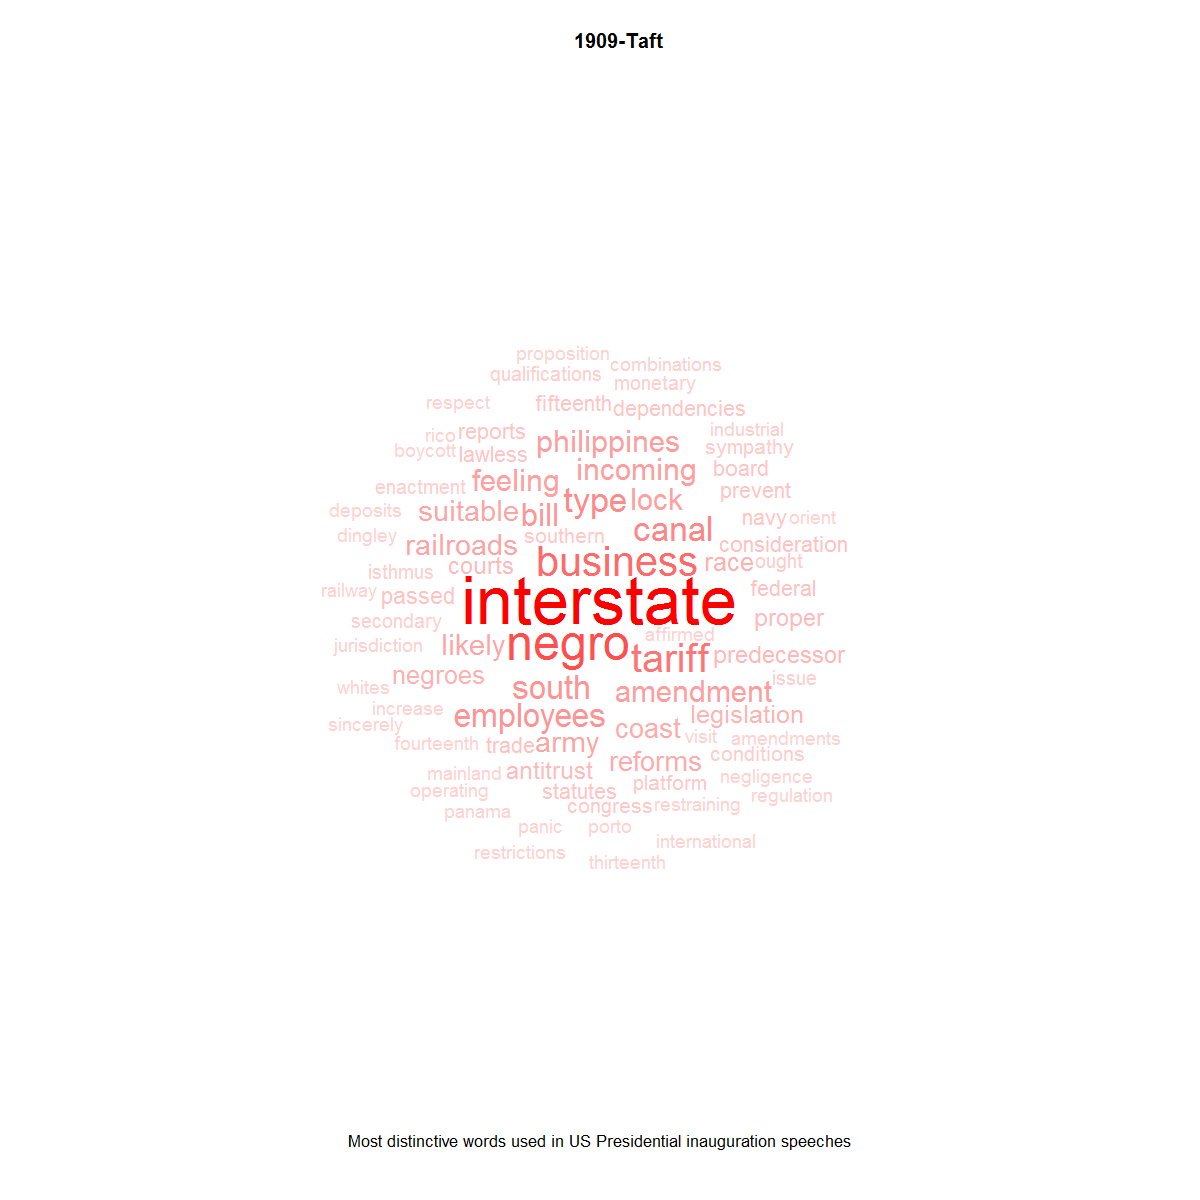 1909-Taft
proposition
combinations
qualifications
monetary
respect
fifteenth
dependencies
industrial
rico
reports
philippines
sympathy
boycott
lawless
incoming
board
enactment
feeling
prevent
deposits
suitable
bill
type
lock
navy
orient
dingley
southern
canal
railroads
consideration
isthmus
courts
business
race
ought
railway
passed
interstate
federal
secondary
proper
jurisdiction
likely
negro
affirmed
tariff
predecessor
whites
negroes
issue
increase
south
amendment
sincerely
employees
coast
legislation
visit
amendments
fourteenth
trade
army
reforms
conditions
mainland
antitrust
platform
negligence
operating
statutes
congress
restraining
regulation
panama
panic
porto
international
restrictions
thirteenth
Most distinctive words used in US Presidential inauguration speeches